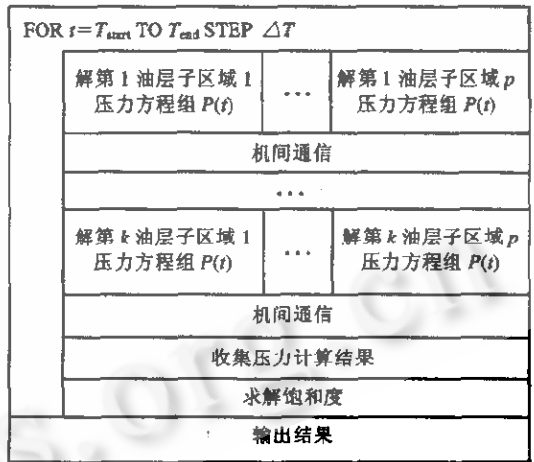 FOR t=T_start TO T_end STEP △T
解第1油层子区域1 … 解第1油层子区域p
压力方程组P(t) 压力方程组P(t)
机间通信
…
解第k油层子区域1 … 解第k油层子区域p
压力方程组P(t) 压力方程组P(t)
机间通信
收集压力计算结果
求解饱和度
输出结果
s.org.cn